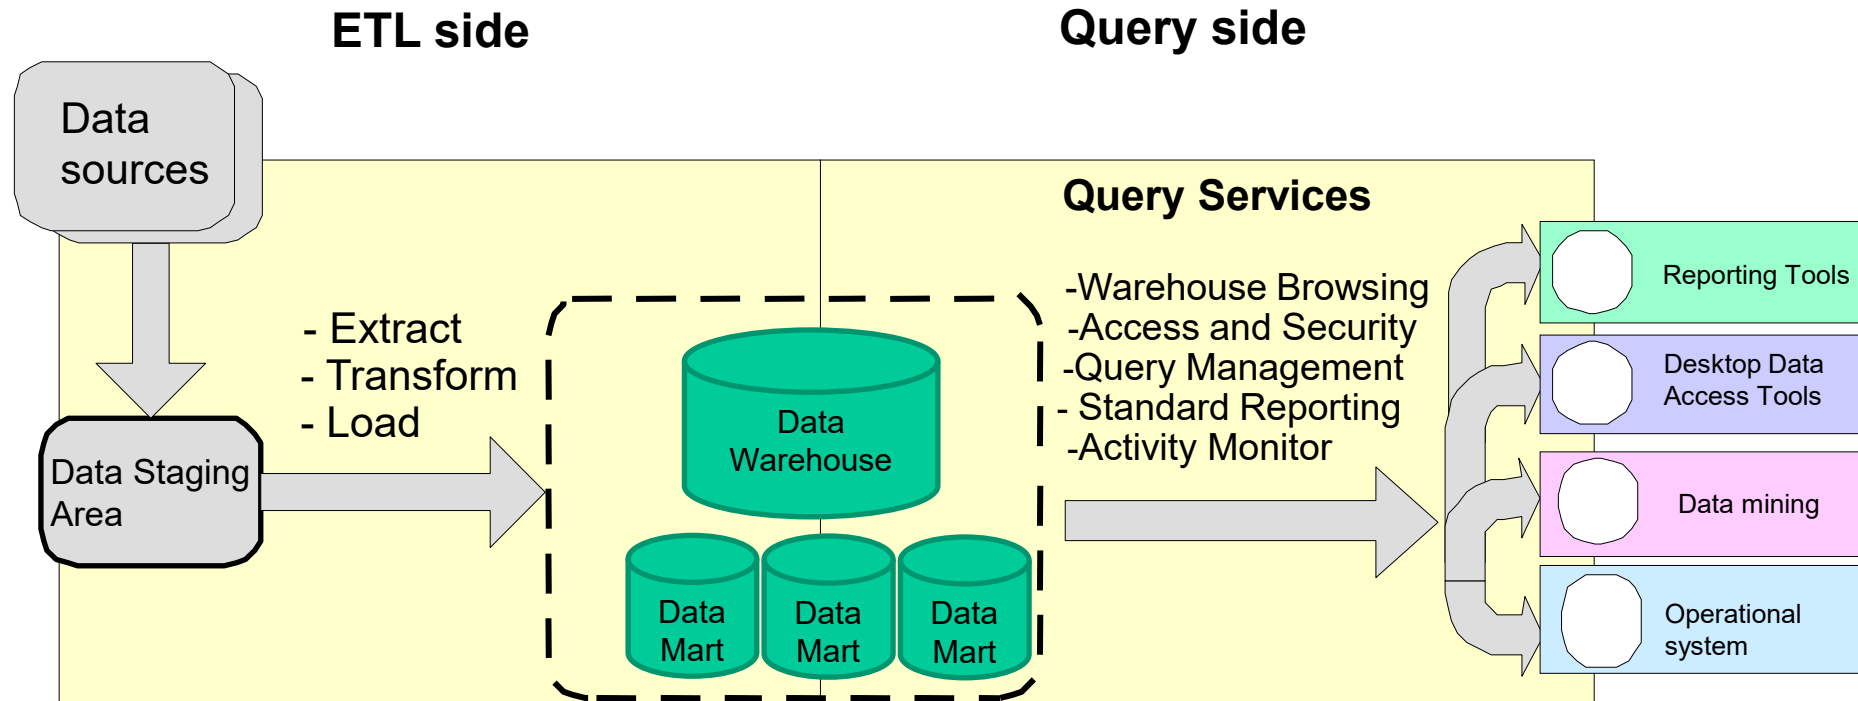 ETL side
Query side
Data
sources
Query Services
- Extract
- Transform
- Load
Data Staging
Area
Data
Warehouse
Data
Mart
Data
Mart
Data
Mart
-Warehouse Browsing
-Access and Security
-Query Management
- Standard Reporting
-Activity Monitor
Reporting Tools
Desktop Data
Access Tools
Data mining
Operational
system